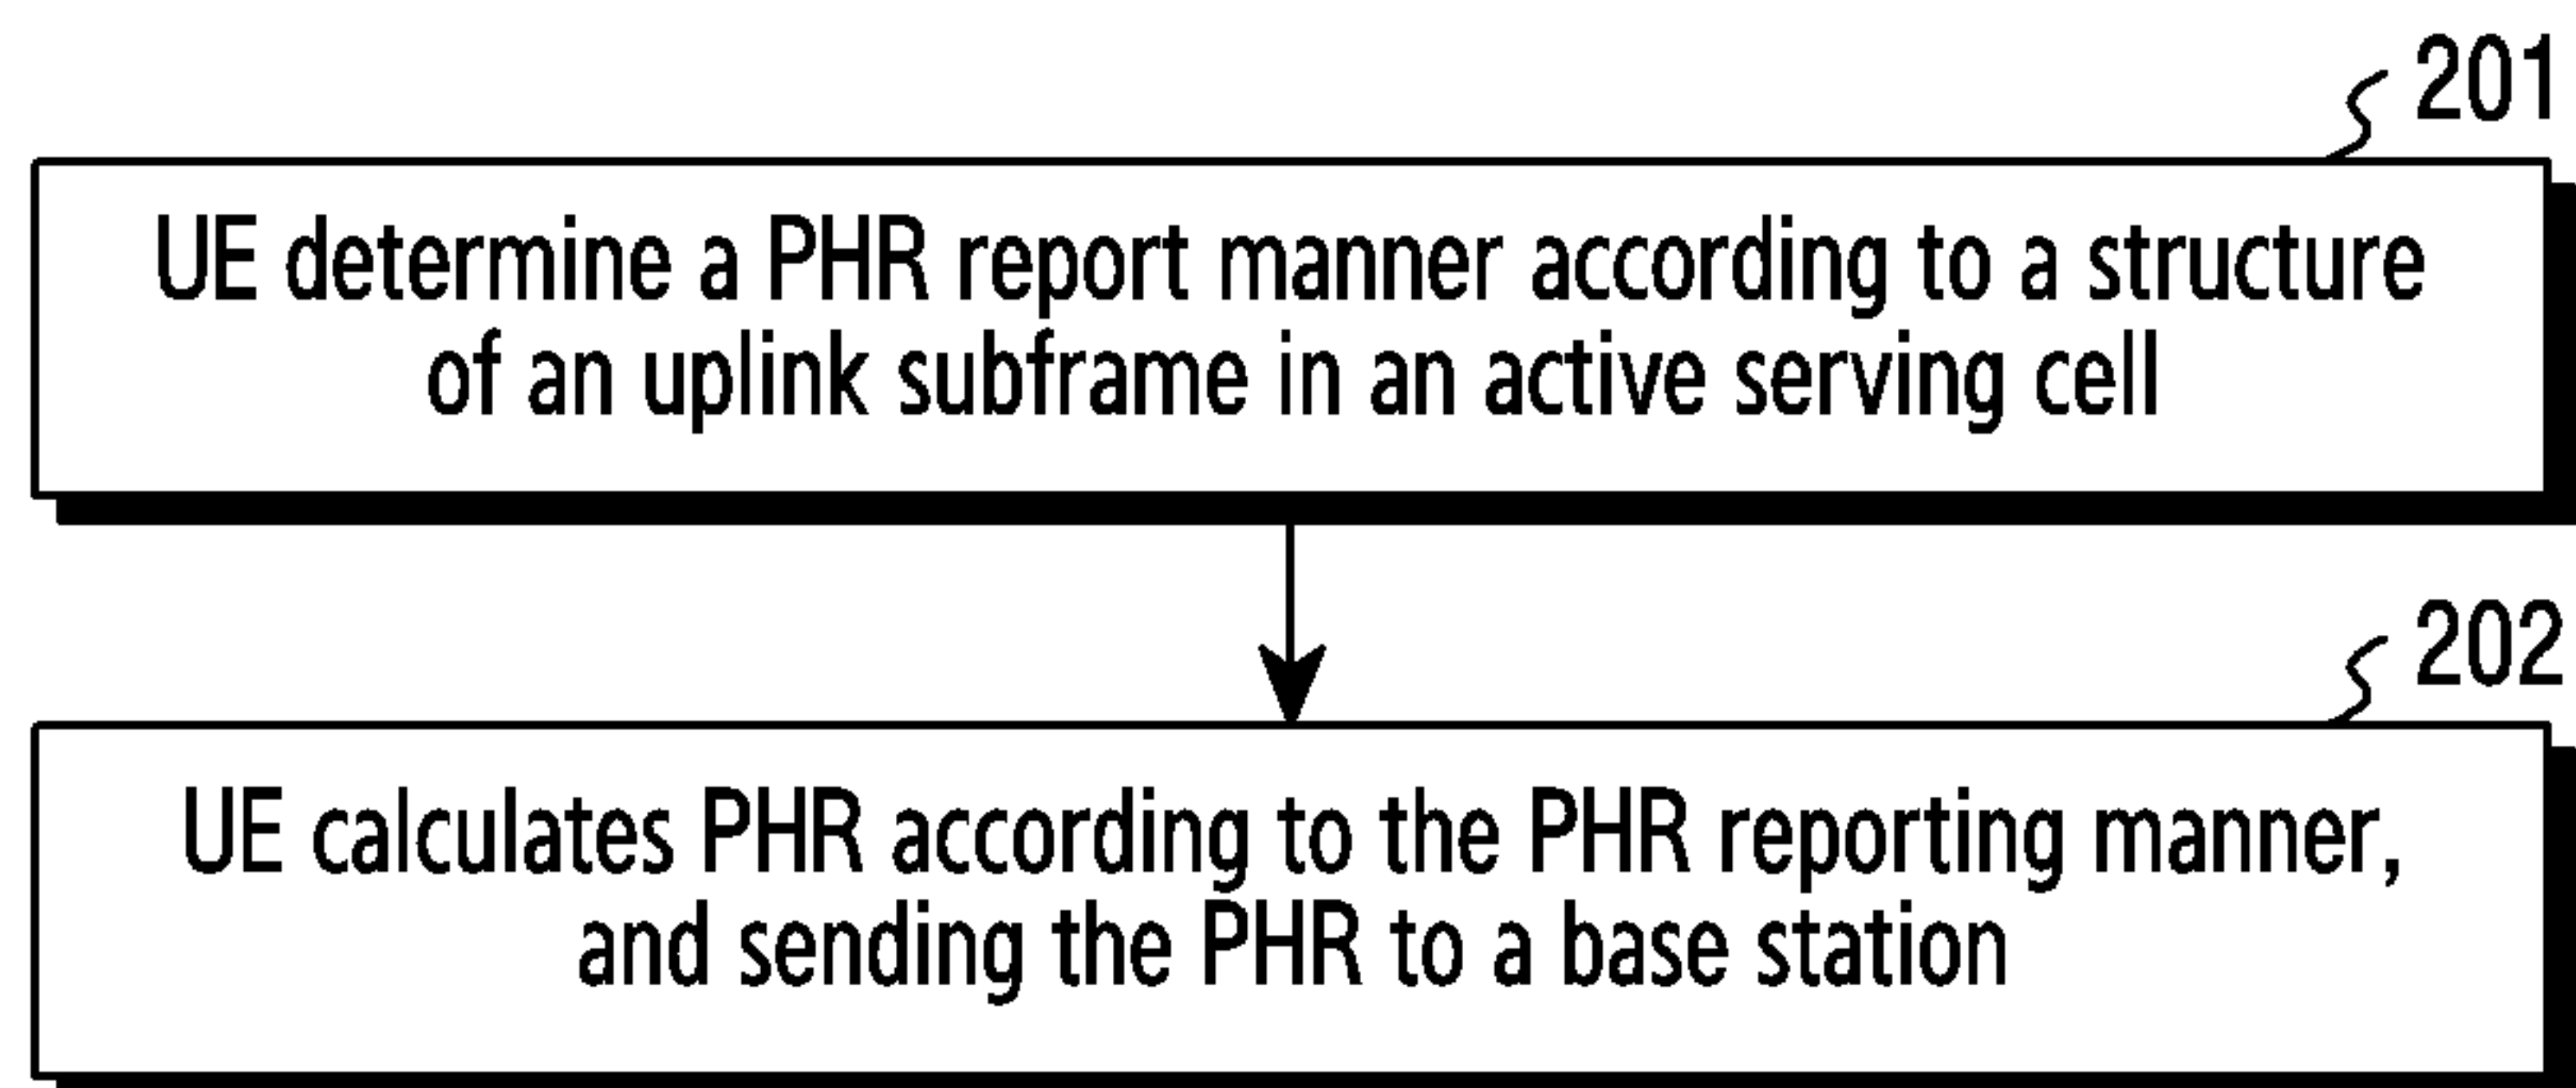 201
UE determine a PHR report manner according to a structure
of an uplink subframe in an active serving cell
202
UE calculates PHR according to the PHR reporting manner,
and sending the PHR to a base station